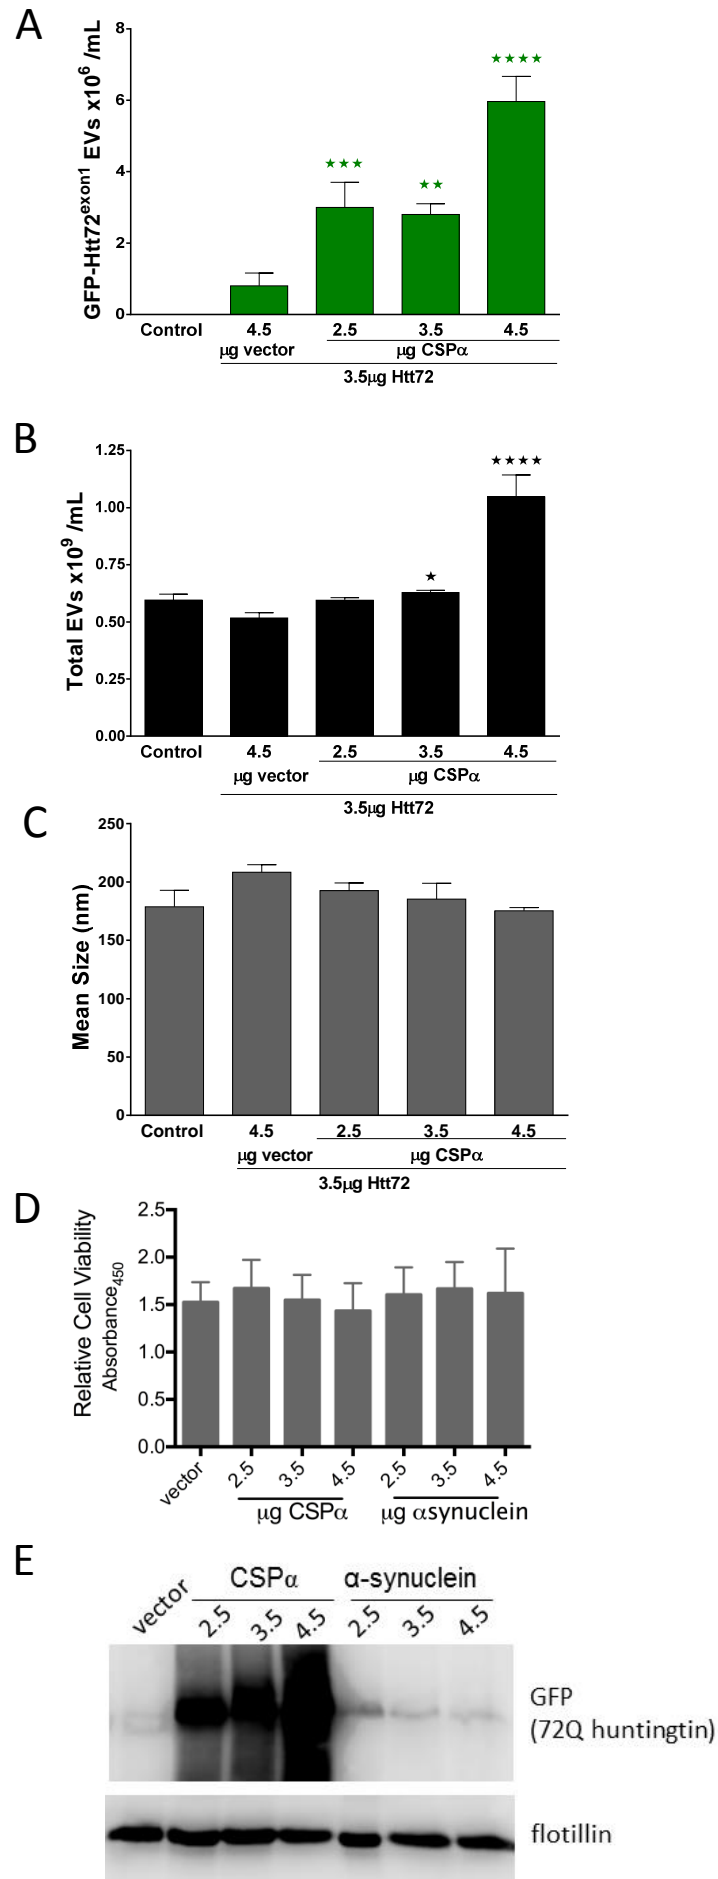 A
GFP-Htt72exon1 EVs x10⁶ /mL
8
6
4
2
0
★★★
★★
★★★★
Control 4.5 2.5 3.5 4.5
µg vector µg CSPα
3.5µg Htt72
B
Total EVs x10⁹ /mL
1.25
1.00
0.75
0.50
0.25
0.00
★
★★★★
Control 4.5 2.5 3.5 4.5
µg vector µg CSPα
3.5µg Htt72
C
Mean Size (nm)
250
200
150
100
50
0
Control 4.5 2.5 3.5 4.5
µg vector µg CSPα
3.5µg Htt72
D
Relative Cell Viability
Absorbance₄₅₀
2.5
2.0
1.5
1.0
0.5
0.0
vector 2.5 3.5 4.5 2.5 3.5 4.5
µg CSPα µg αsynuclein
E
CSPα α-synuclein
vector 2.5 3.5 4.5 2.5 3.5 4.5
GFP
(72Q huntingtin)
flotillin